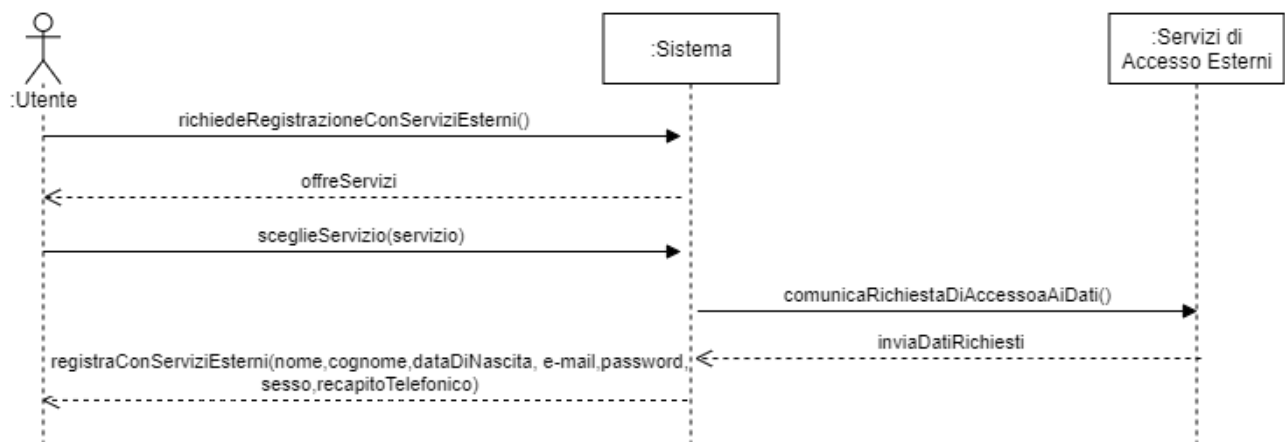 :Utente
:Sistema
:Servizi di
Accesso Esterni
richiedeRegistrazioneConServiziEsterni()
offreServizi
sceglieServizio(servizio)
comunicaRichiestaDiAccessoaAiDati()
inviaDatiRichiesti
registraConServiziEsterni(nome,cognome,dataDiNascita, e-mail,password,
sesso,recapitoTelefonico)